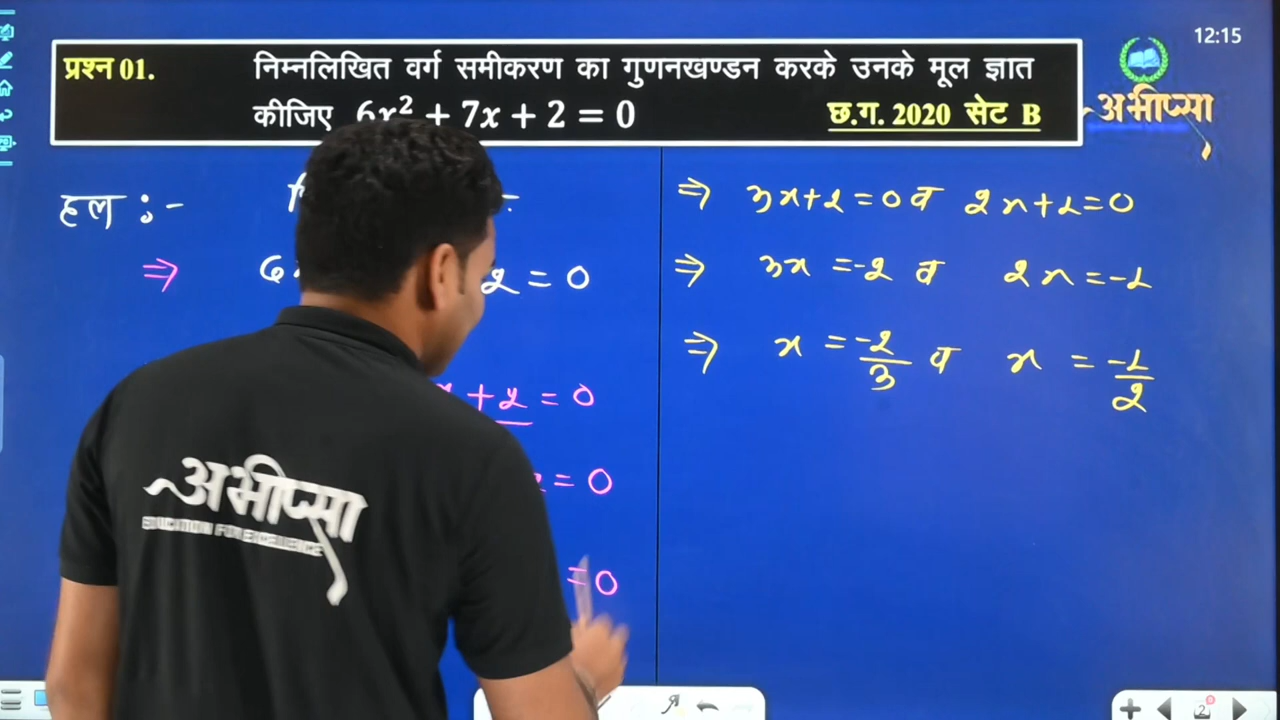 12:15
प्रश्न 01. निम्नलिखित वर्ग समीकरण का गुणनखण्डन करके उनके मूल ज्ञात
कीजिए 6x² + 7x + 2 = 0 छ.ग. 2020 सेट B
अभीप्सा
हल :-
⇒ 6 2 = 0
+ 2 = 0
= 0
= 0
⇒ 3x+2 = 0 व 2x+1 = 0
⇒ 3x = -2 व 2x = -1
⇒ x = -2/3 व x = -1/2
अभीप्सा
2